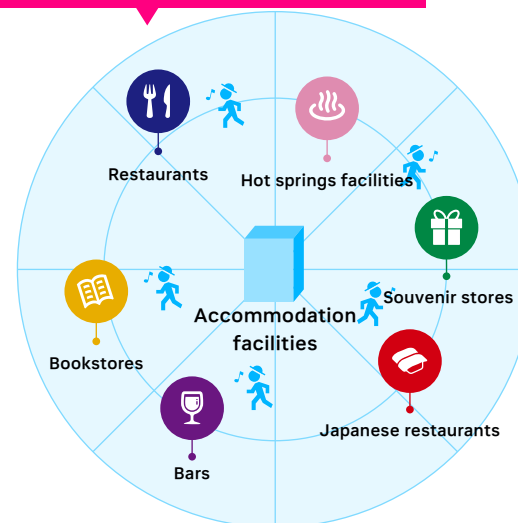 Restaurants
Hot springs facilities
Souvenir stores
Accommodation
facilities
Bookstores
Japanese restaurants
Bars